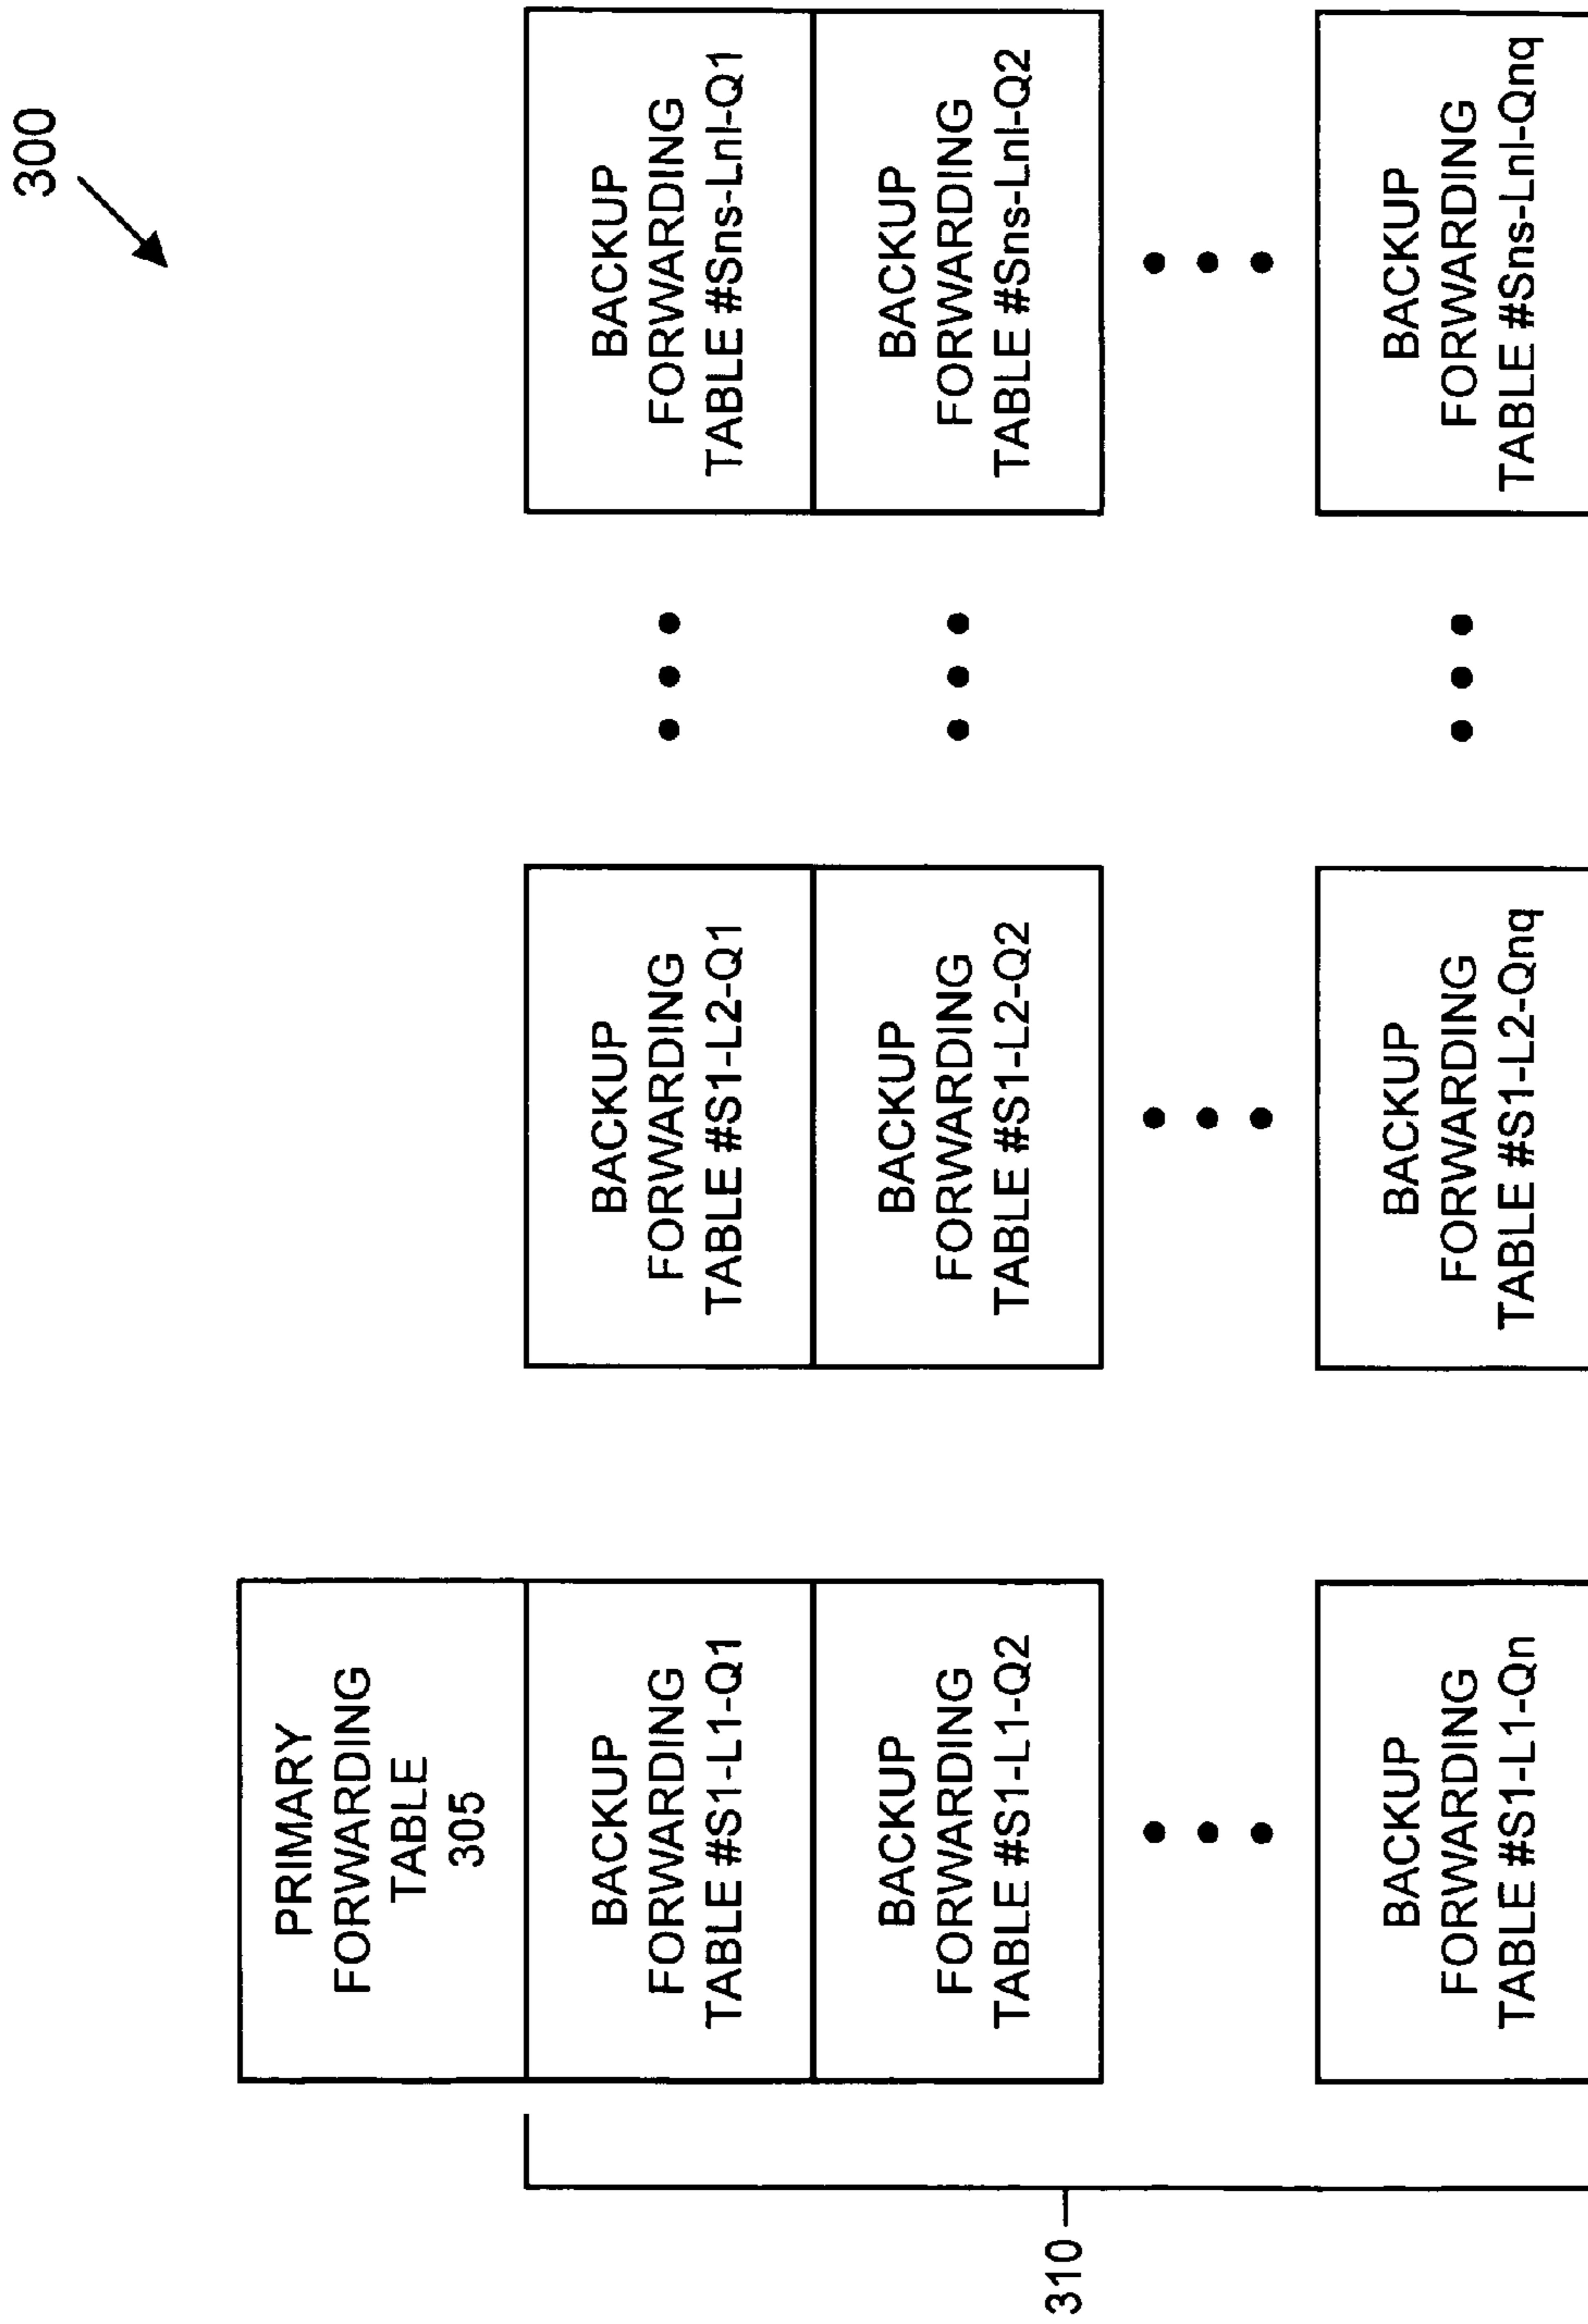 300
PRIMARY
FORWARDING
TABLE
305
BACKUP
FORWARDING
TABLE #S1-L1-Q1
BACKUP
FORWARDING
TABLE #S1-L2-Q1
BACKUP
FORWARDING
TABLE #Sns-Lnl-Q1
BACKUP
FORWARDING
TABLE #S1-L1-Q2
BACKUP
FORWARDING
TABLE #S1-L2-Q2
BACKUP
FORWARDING
TABLE #Sns-Lnl-Q2
310
BACKUP
FORWARDING
TABLE #S1-L1-Qn
BACKUP
FORWARDING
TABLE #S1-L2-Qnq
BACKUP
FORWARDING
TABLE #Sns-Lnl-Qnq